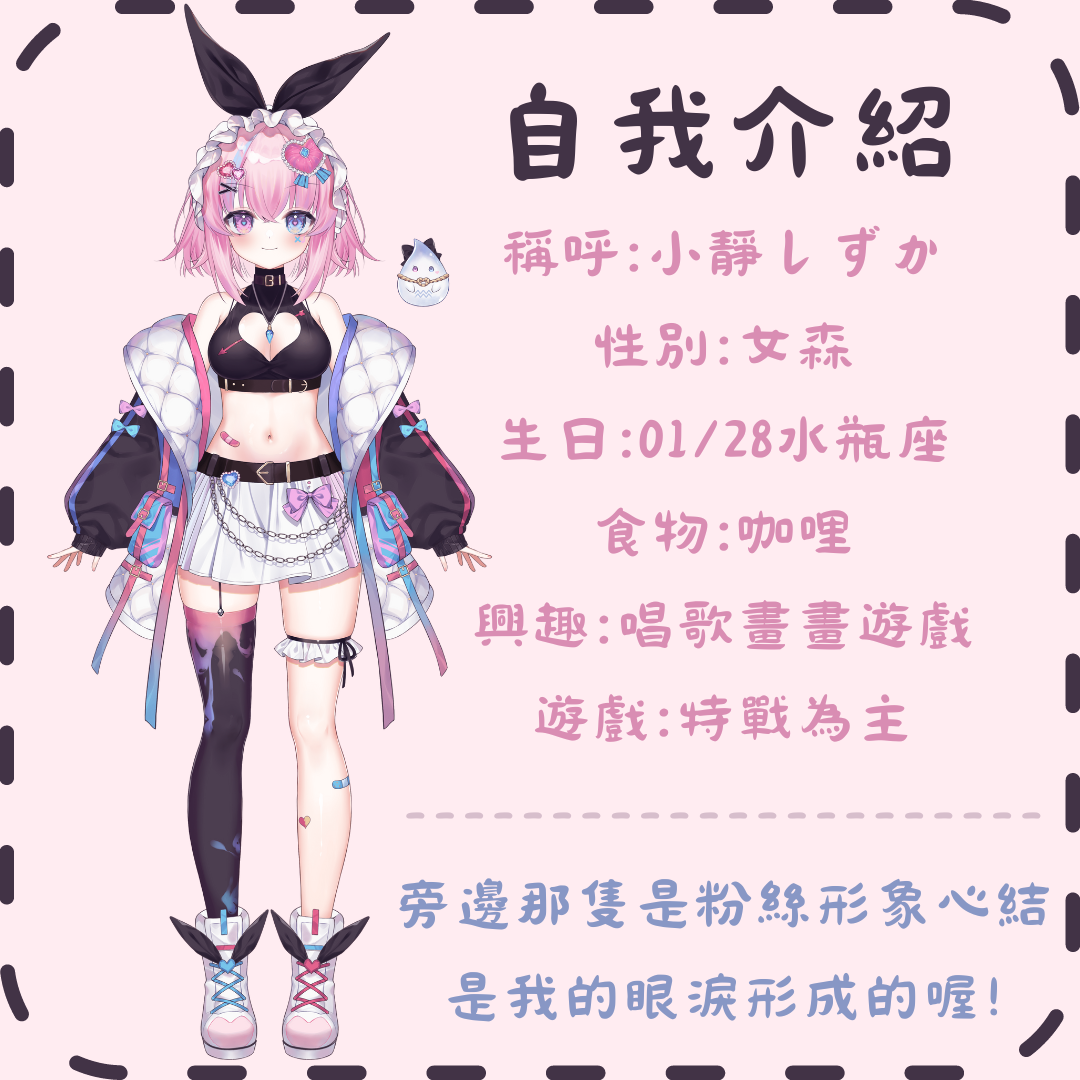 自我介紹
稱呼:小靜しずか
性別:女森
生日:01/28水瓶座
食物:咖哩
興趣:唱歌畫畫遊戲
遊戲:特戰為主
旁邊那隻是粉絲形象心結
是我的眼淚形成的喔!